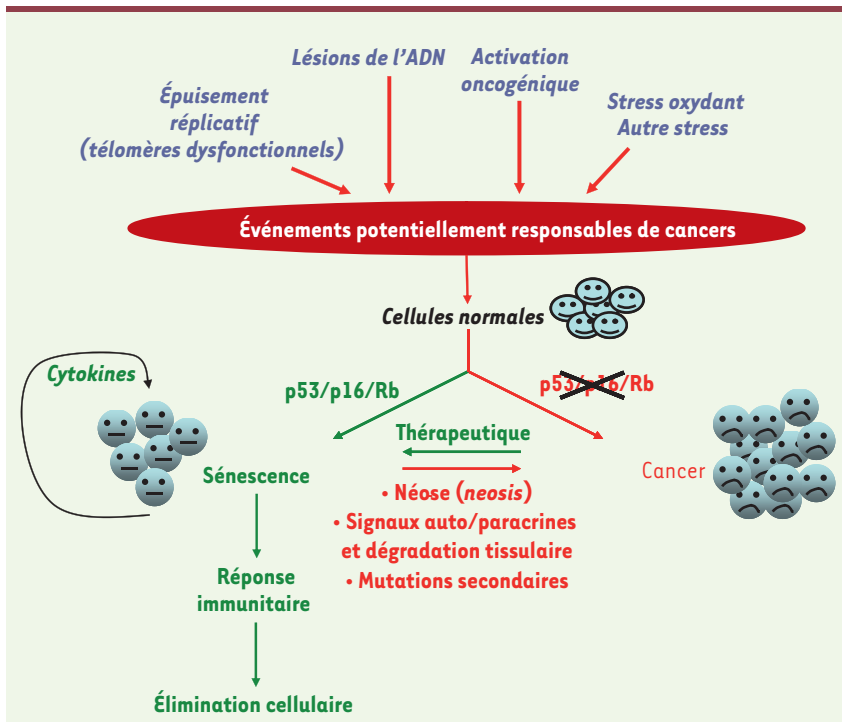 Lésions de l'ADN
Activation
oncogénique
Épuisement
réplicatif
(télomères dysfonctionnels)
Stress oxydant
Autre stress
Événements potentiellement responsables de cancers
Cellules normales
Cytokines
p53/p16/Rb
p53/p16/Rb
Thérapeutique
Sénescence
Cancer
• Néose (neosis)
• Signaux auto/paracrines
et dégradation tissulaire
• Mutations secondaires
Réponse
immunitaire
Élimination cellulaire